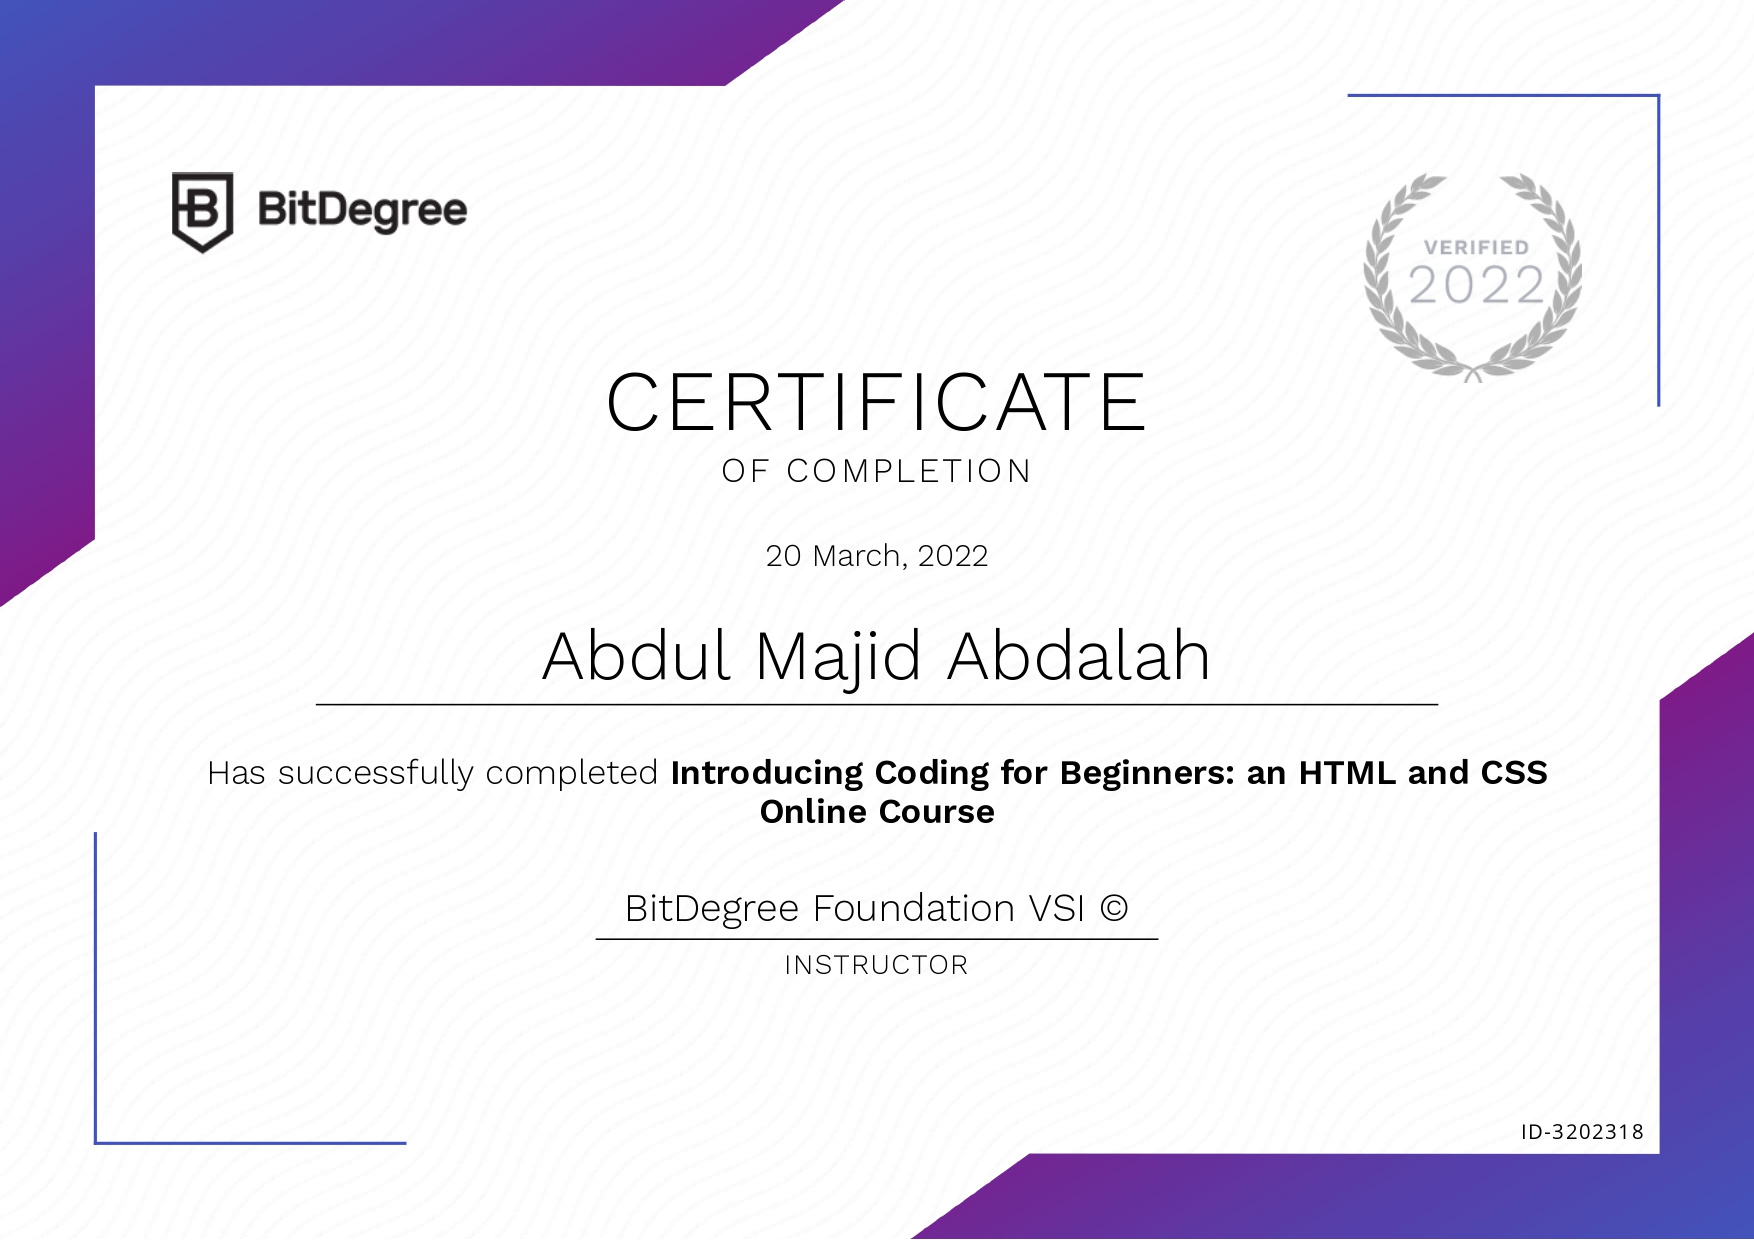 BitDegree
VERIFIED
2022
CERTIFICATE
OF COMPLETION
20 March, 2022
Abdul Majid Abdalah
Has successfully completed Introducing Coding for Beginners: an HTML and CSS
Online Course
BitDegree Foundation VSI ©
INSTRUCTOR
ID-3202318